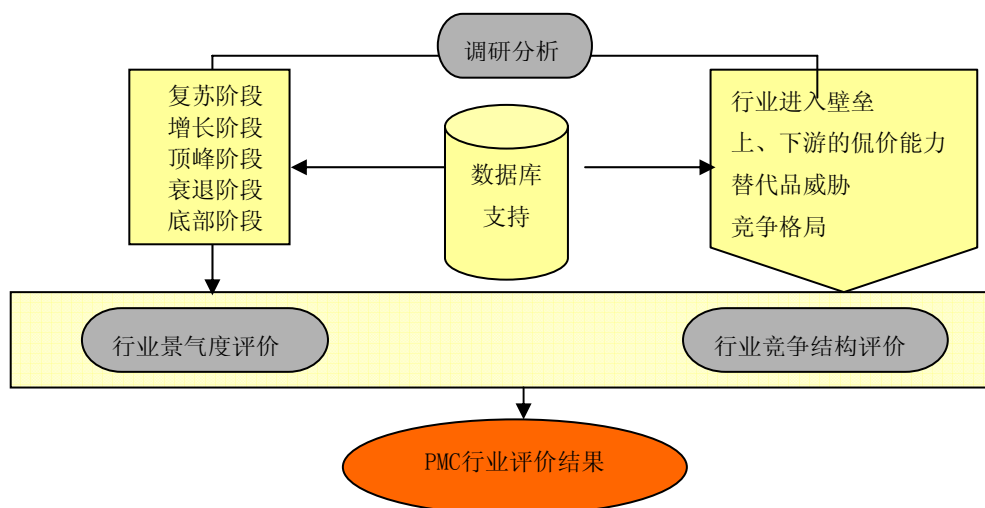 调研分析
复苏阶段
增长阶段
顶峰阶段
衰退阶段
底部阶段
数据库
支持
行业进入壁垒
上、下游的侃价能力
替代品威胁
竞争格局
行业景气度评价
行业竞争结构评价
PMC行业评价结果